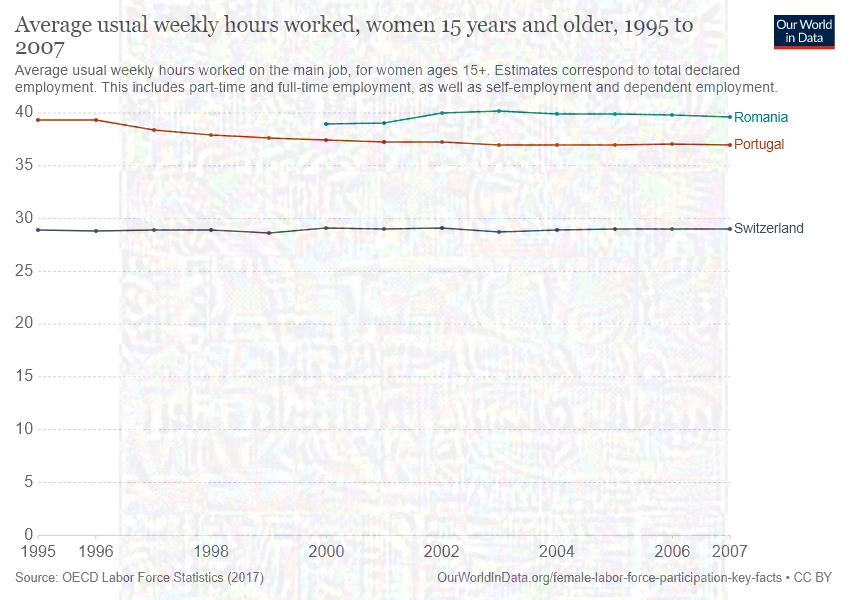 Average usual weekly hours worked, women 15 years and older, 1995 to
2007
Our World
in Data
Average usual weekly hours worked on the main job, for women ages 15+. Estimates correspond to total declared
employment. This includes part-time and full-time employment, as well as self-employment and dependent employment.
40
Romania
Portugal
35
30
Switzerland
25
20
15
10
5
0
1995 1996 1998 2000 2002 2004 2006 2007
Source: OECD Labor Force Statistics (2017)
OurWorldInData.org/female-labor-force-participation-key-facts • CC BY